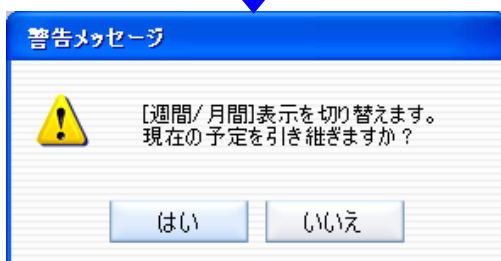 警告メッセージ
[週間/月間]表示を切り替えます。
現在の予定を引き継ぎますか？
はい
いいえ